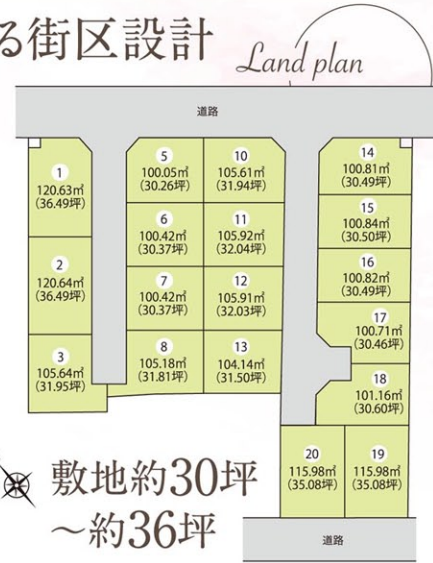 る街区設計
Land plan
道路
1
120.63㎡
(36.49坪)
2
120.64㎡
(36.49坪)
3
105.64㎡
(31.95坪)
5
100.05㎡
(30.26坪)
6
100.42㎡
(30.37坪)
7
100.42㎡
(30.37坪)
8
105.18㎡
(31.81坪)
10
105.61㎡
(31.94坪)
11
105.92㎡
(32.04坪)
12
105.91㎡
(32.03坪)
13
104.14㎡
(31.50坪)
14
100.81㎡
(30.49坪)
15
100.84㎡
(30.50坪)
16
100.82㎡
(30.49坪)
17
100.71㎡
(30.46坪)
18
101.16㎡
(30.60坪)
20
115.98㎡
(35.08坪)
19
115.98㎡
(35.08坪)
敷地約30坪
～約36坪
道路